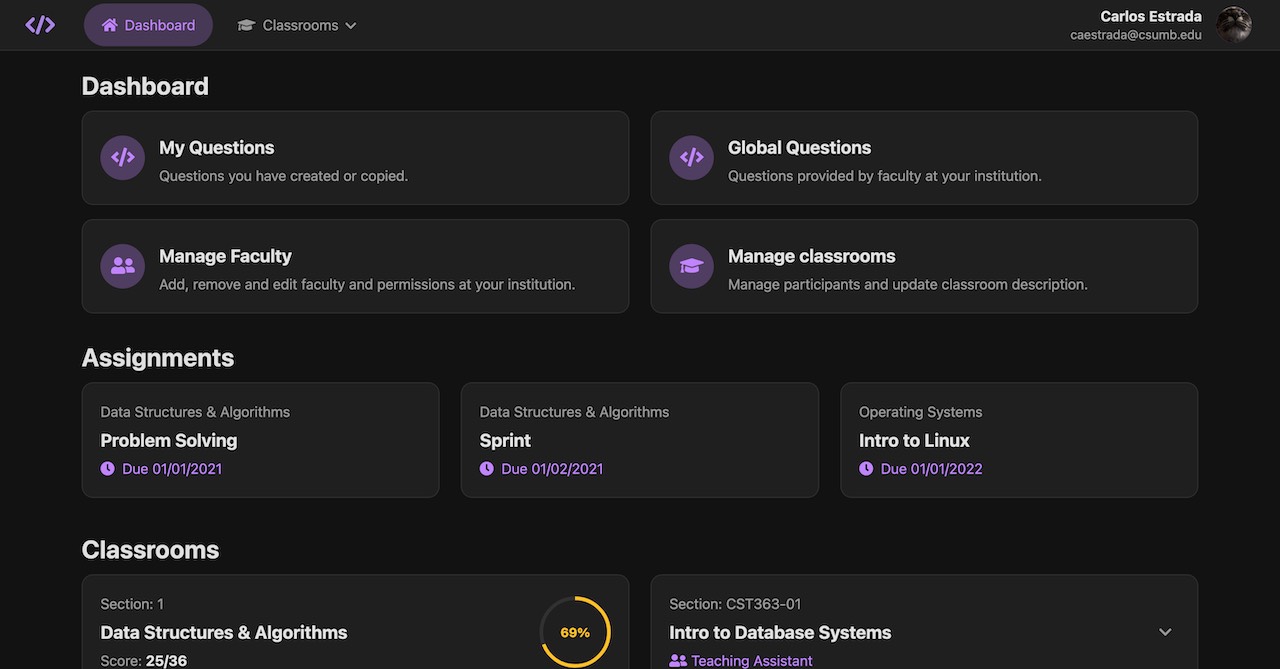 Dashboard
Classrooms
Carlos Estrada
caestrada@csumb.edu
Dashboard
My Questions
Questions you have created or copied.
Global Questions
Questions provided by faculty at your institution.
Manage Faculty
Add, remove and edit faculty and permissions at your institution.
Manage classrooms
Manage participants and update classroom description.
Assignments
Data Structures & Algorithms
Problem Solving
Due 01/01/2021
Data Structures & Algorithms
Sprint
Due 01/02/2021
Operating Systems
Intro to Linux
Due 01/01/2022
Classrooms
Section: 1
Data Structures & Algorithms
Score: 25/36
69%
Section: CST363-01
Intro to Database Systems
Teaching Assistant